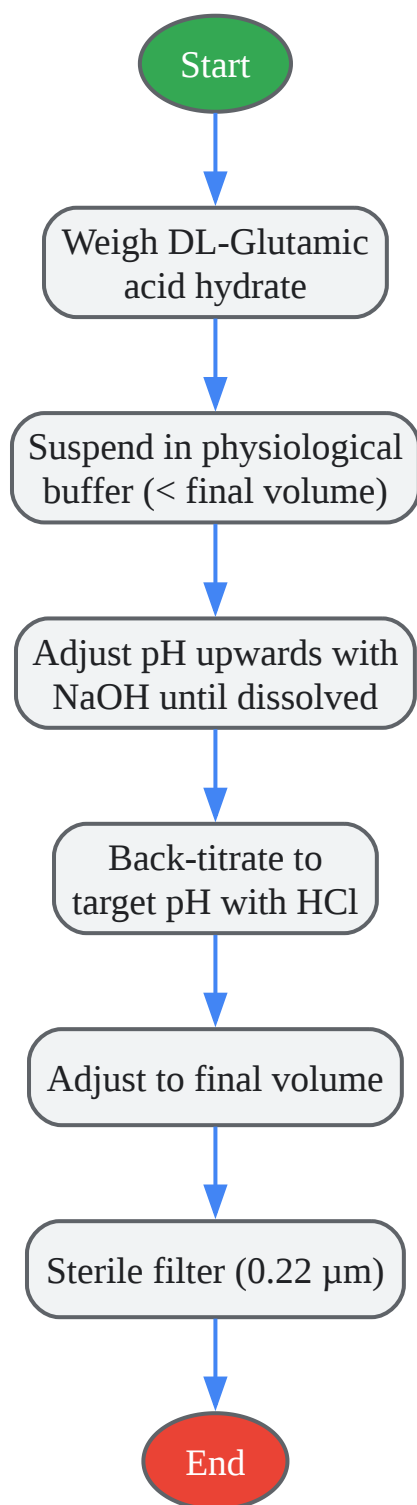 Start
Weigh DL-Glutamic
acid hydrate
Suspend in physiological
buffer (< final volume)
Adjust pH upwards with
NaOH until dissolved
Back-titrate to
target pH with HCl
Adjust to final volume
Sterile filter (0.22 µm)
End